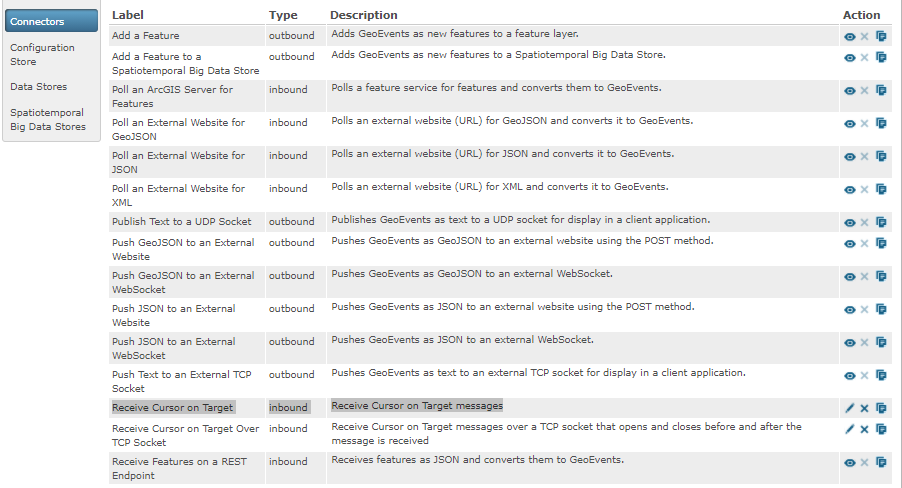 Connectors
Configuration
Store
Data Stores
Spatiotemporal
Big Data Stores
Label Type Description Action
Add a Feature outbound Adds GeoEvents as new features to a feature layer.
Add a Feature to a outbound Adds GeoEvents as new features to a Spatiotemporal Big Data Store.
Spatiotemporal Big Data Store
Poll an ArcGIS Server for inbound Polls a feature service for features and converts them to GeoEvents.
Features
Poll an External Website for inbound Polls an external website (URL) for GeoJSON and converts it to GeoEvents.
GeoJSON
Poll an External Website for inbound Polls an external website (URL) for JSON and converts it to GeoEvents.
JSON
Poll an External Website for inbound Polls an external website (URL) for XML and converts it to GeoEvents.
XML
Publish Text to a UDP Socket outbound Publishes GeoEvents as text to a UDP socket for display in a client application.
Push GeoJSON to an External outbound Pushes GeoEvents as GeoJSON to an external website using the POST method.
Website
Push GeoJSON to an External outbound Pushes GeoEvents as GeoJSON to an external WebSocket.
WebSocket
Push JSON to an External outbound Pushes GeoEvents as JSON to an external website using the POST method.
Website
Push JSON to an External outbound Pushes GeoEvents as JSON to an external WebSocket.
WebSocket
Push Text to an External TCP outbound Pushes GeoEvents as text to an external TCP socket for display in a client application.
Socket
Receive Cursor on Target inbound Receive Cursor on Target messages
Receive Cursor on Target Over inbound Receive Cursor on Target messages over a TCP socket that opens and closes before and after the
TCP Socket message is received
Receive Features on a REST inbound Receives features as JSON and converts them to GeoEvents.
Endpoint